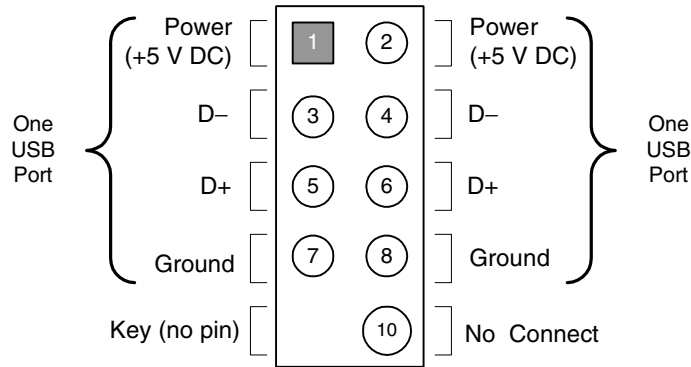 Power
(+5 V DC)
1
2
Power
(+5 V DC)
D–
3
4
D–
One
USB
Port
One
USB
Port
D+
5
6
D+
Ground
7
8
Ground
Key (no pin)
10
No Connect